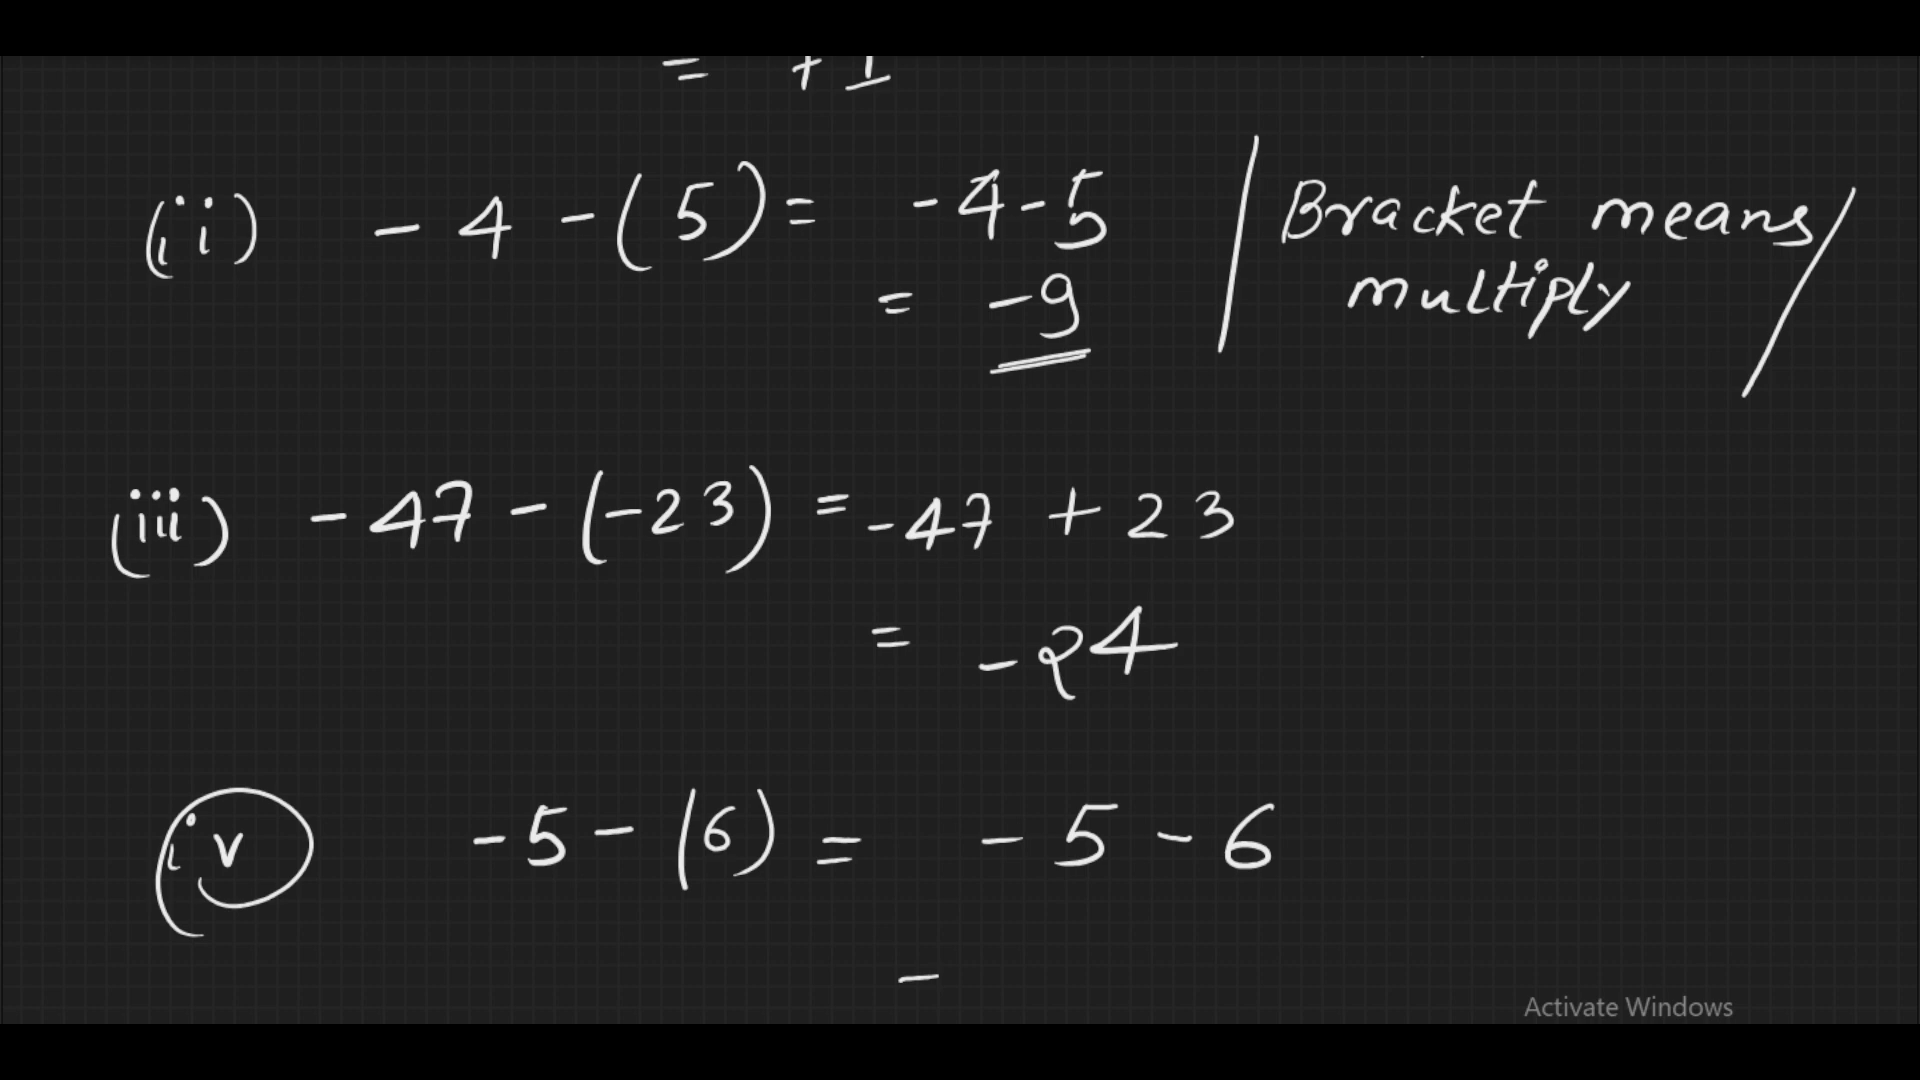 = +1
(ii) -4 -(5) = -4-5
= -9
Bracket means
multiply
(iii) -47 - (-23) = -47 + 23
= -24
(iv -5 - (6) = -5 - 6
-
Activate Windows